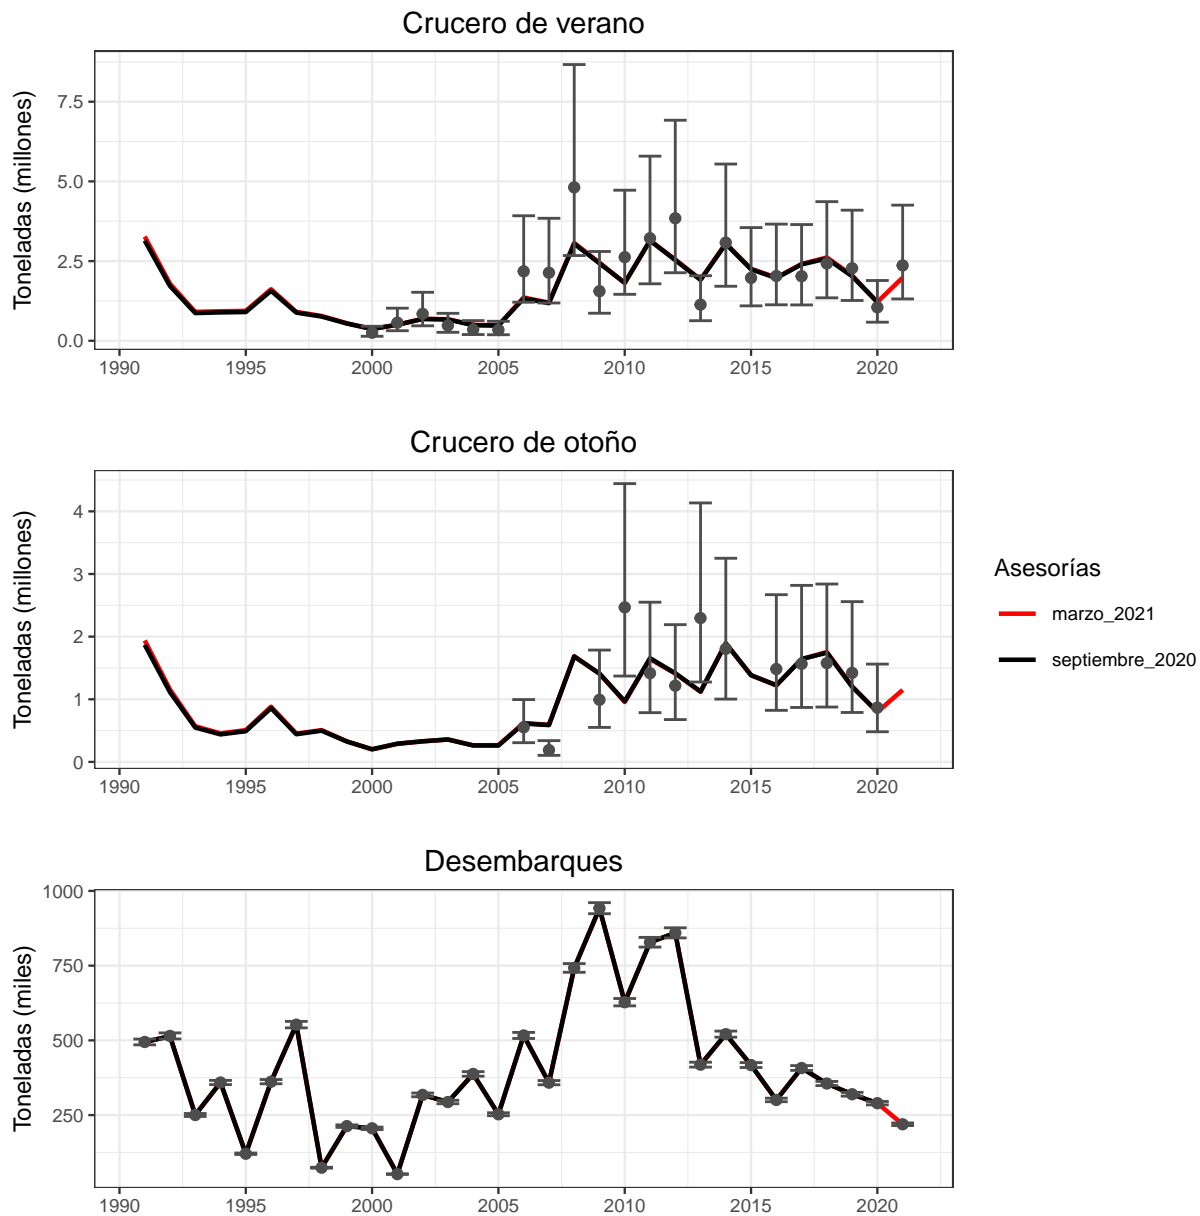 Crucero de verano
Toneladas (millones)
7.5
5.0
2.5
0.0
1990 1995 2000 2005 2010 2015 2020
Crucero de otoño
Toneladas (millones)
4
3
2
1
0
1990 1995 2000 2005 2010 2015 2020
Asesorías
marzo_2021
septiembre_2020
Desembarques
Toneladas (miles)
1000
750
500
250
1990 1995 2000 2005 2010 2015 2020